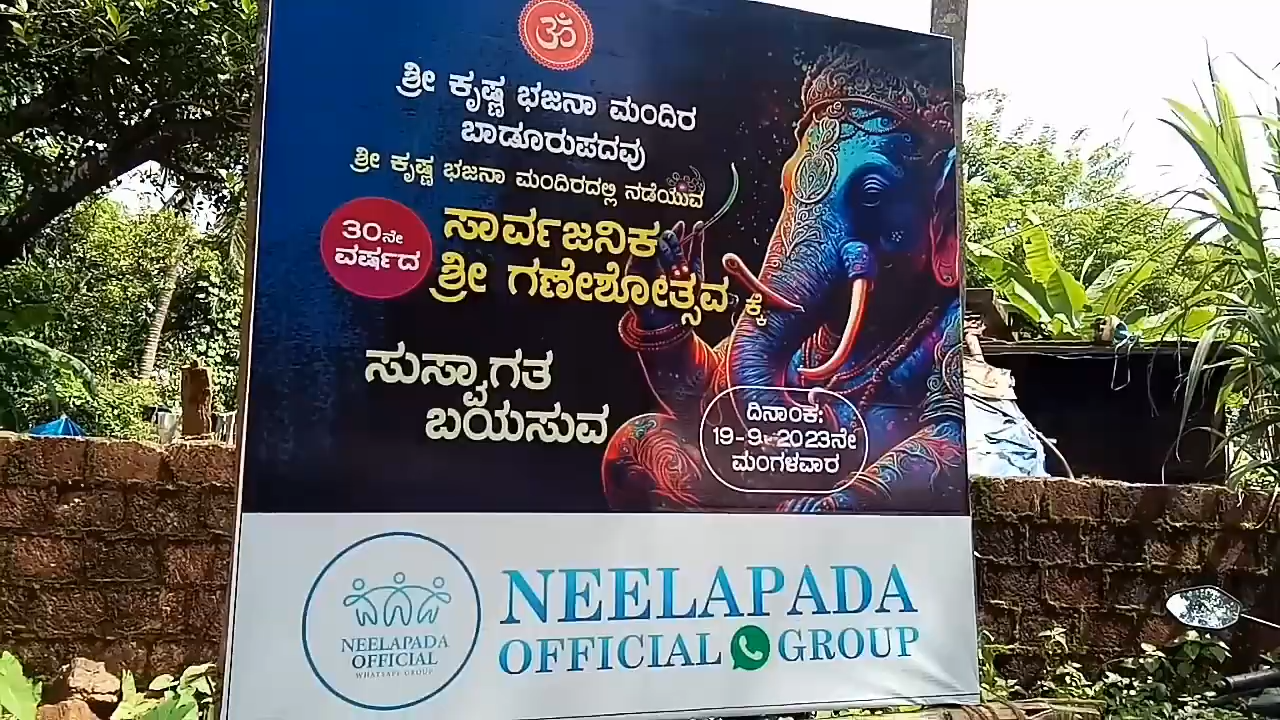 ॐ
ಶ್ರೀ ಕೃಷ್ಣ ಭಜನಾ ಮಂದಿರ
ಬಾಡೂರುಪದವು
ಶ್ರೀ ಕೃಷ್ಣ ಭಜನಾ ಮಂದಿರದಲ್ಲಿ ನಡೆಯುವ
30ನೇ
ವರ್ಷದ
ಸಾರ್ವಜನಿಕ
ಶ್ರೀ ಗಣೇಶೋತ್ಸವಕ್ಕೆ
ಸುಸ್ವಾಗತ
ಬಯಸುವ
ದಿನಾಂಕ:
19-9-2023ನೇ
ಮಂಗಳವಾರ
NEELAPADA
OFFICIAL
WHATSAPP GROUP
NEELAPADA
OFFICIAL GROUP